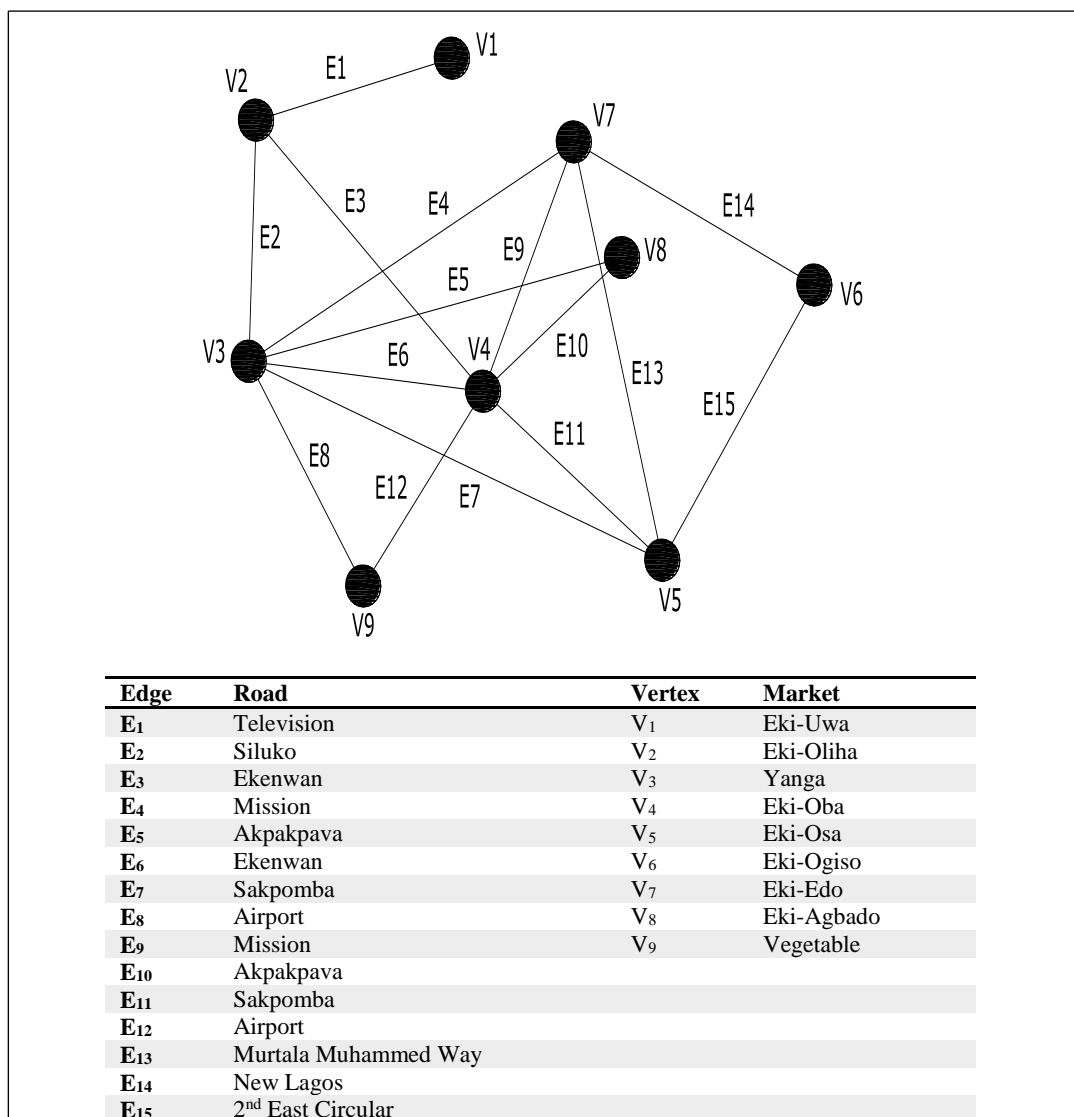 V1
E1
V2
V7
E3
E4
E14
E2
E9
V8
E5
V6
V3
E6
V4
E10
E13
E15
E11
E8
E12
E7
V5
V9
Edge Road Vertex Market
E1 Television V1 Eki-Uwa
E2 Siluko V2 Eki-Oliha
E3 Ekenwan V3 Yanga
E4 Mission V4 Eki-Oba
E5 Akpakpava V5 Eki-Osa
E6 Ekenwan V6 Eki-Ogiso
E7 Sakpomba V7 Eki-Edo
E8 Airport V8 Eki-Agbado
E9 Mission V9 Vegetable
E10 Akpakpava
E11 Sakpomba
E12 Airport
E13 Murtala Muhammed Way
E14 New Lagos
E15 2nd East Circular